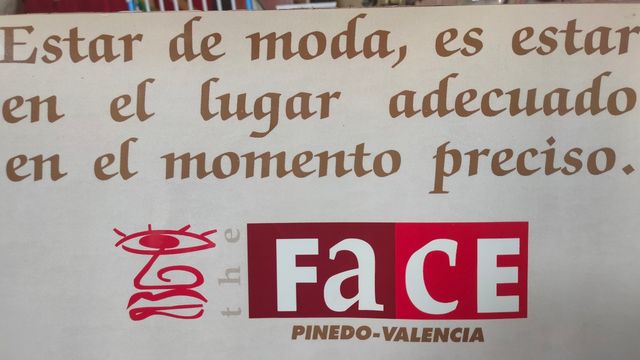 Estar de moda, es estar
en el lugar adecuado
en el momento preciso.
the FaCE
PINEDO-VALENCIA